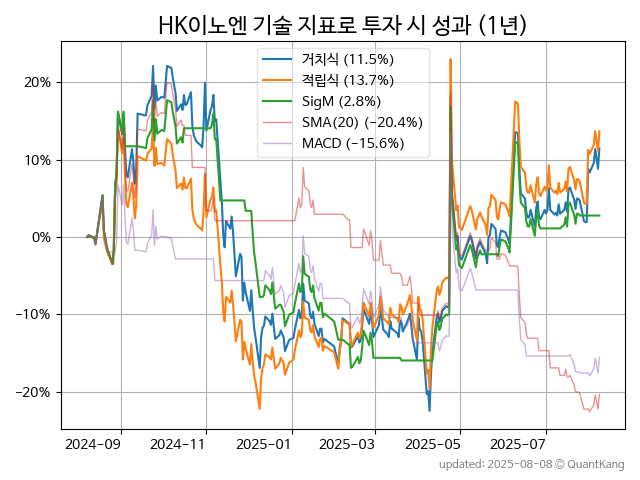 HK이노엔 기술 지표로 투자 시 성과 (1년)
거치식 (11.5%)
적립식 (13.7%)
SigM (2.8%)
SMA(20) (−20.4%)
MACD (−15.6%)
20%
10%
0%
−10%
−20%
2024-09
2024-11
2025-01
2025-03
2025-05
2025-07
updated: 2025-08-08 © QuantKang